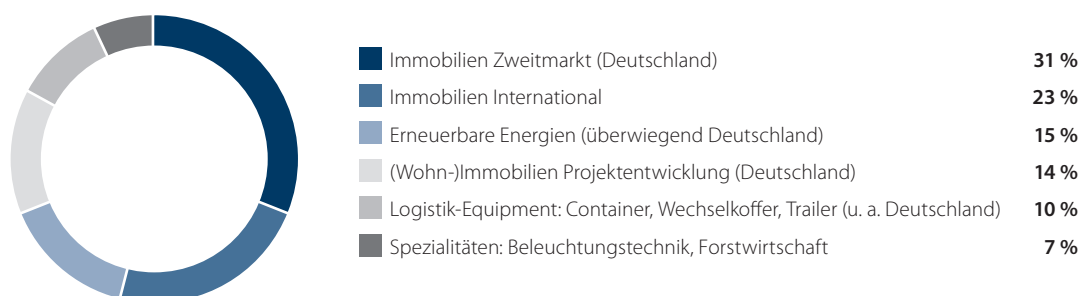 Immobilien Zweitmarkt (Deutschland) 31 %
Immobilien International 23 %
Erneuerbare Energien (überwiegend Deutschland) 15 %
(Wohn-)Immobilien Projektentwicklung (Deutschland) 14 %
Logistik-Equipment: Container, Wechselkoffer, Trailer (u. a. Deutschland) 10 %
Spezialitäten: Beleuchtungstechnik, Forstwirtschaft 7 %